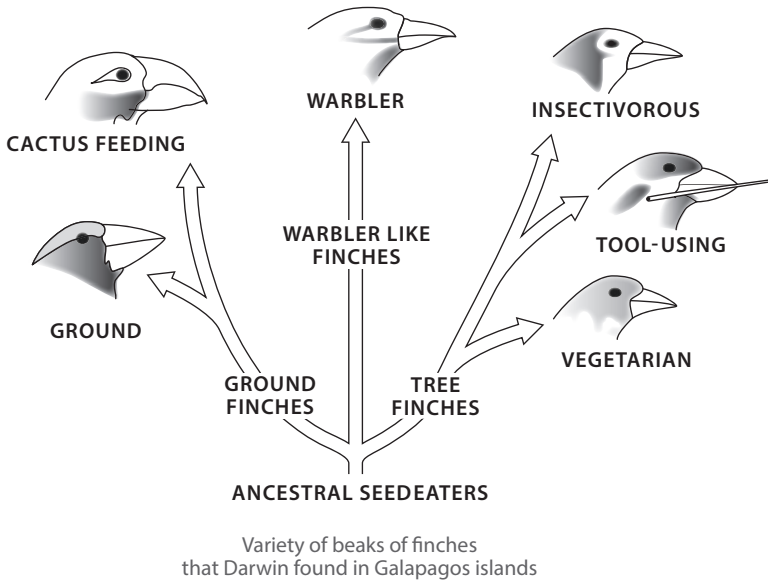 WARBLER
INSECTIVOROUS
CACTUS FEEDING
WARBLER LIKE
FINCHES
TOOL-USING
GROUND
VEGETARIAN
GROUND
FINCHES
TREE
FINCHES
ANCESTRAL SEEDEATERS
Variety of beaks of finches
that Darwin found in Galapagos islands